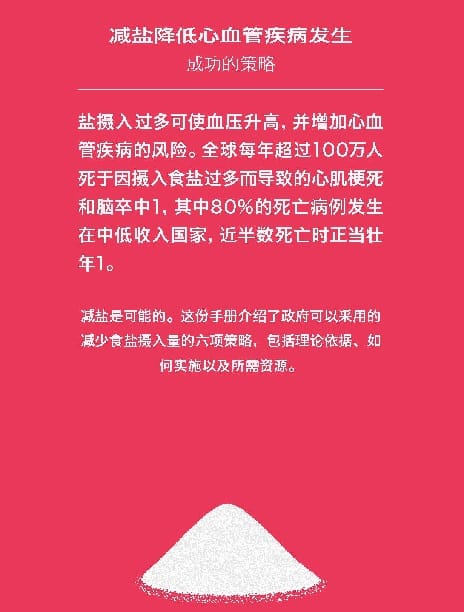 减盐降低心血管疾病发生
成功的策略
盐摄入过多可使血压升高，并增加心血
管疾病的风险。全球每年超过100万人
死于因摄入食盐过多而导致的心肌梗死
和脑卒中1，其中80%的死亡病例发生
在中低收入国家，近半数死亡时正当壮
年1。
减盐是可能的。这份手册介绍了政府可以采用的
减少食盐摄入量的六项策略，包括理论依据、如
何实施以及所需资源。